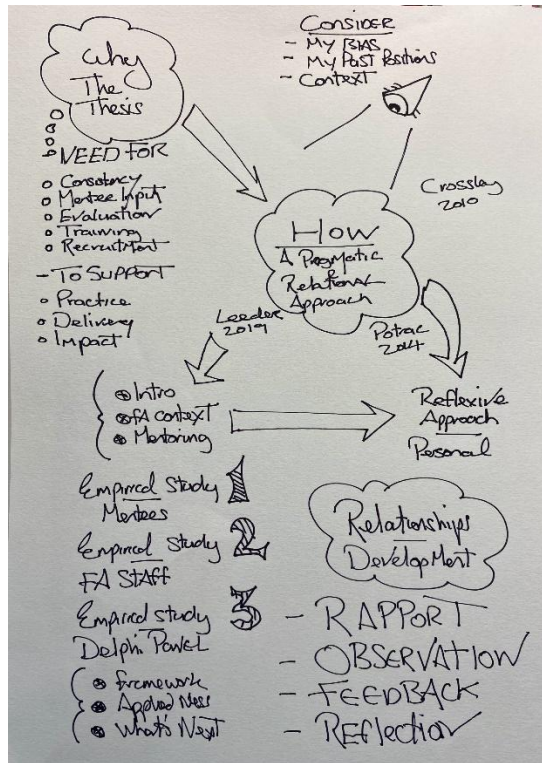 Why
The
Thesis
NEED FOR
Consistency
Mentee Input
Evaluation
Training
Recruitment
- To SUPPORT
Practice
Delivery
Impact
CONSIDER
- MY BIAS
- My Past Positions
- Context
Crossley
2010
How
A Pragmatic
&
Relational
Approach
Leeder
2019
Potrac
2014
Intro
FA Context
Mentoring
Reflexive
Approach
Personal
Empirical Study 1
Mentees
Empirical Study 2
FA Staff
Empirical Study 3
Delphi Panel
Framework
Applied Ness
What's Next
Relationships
Development
- RAPPORT
- OBSERVATION
- FEEDBACK
- REflection